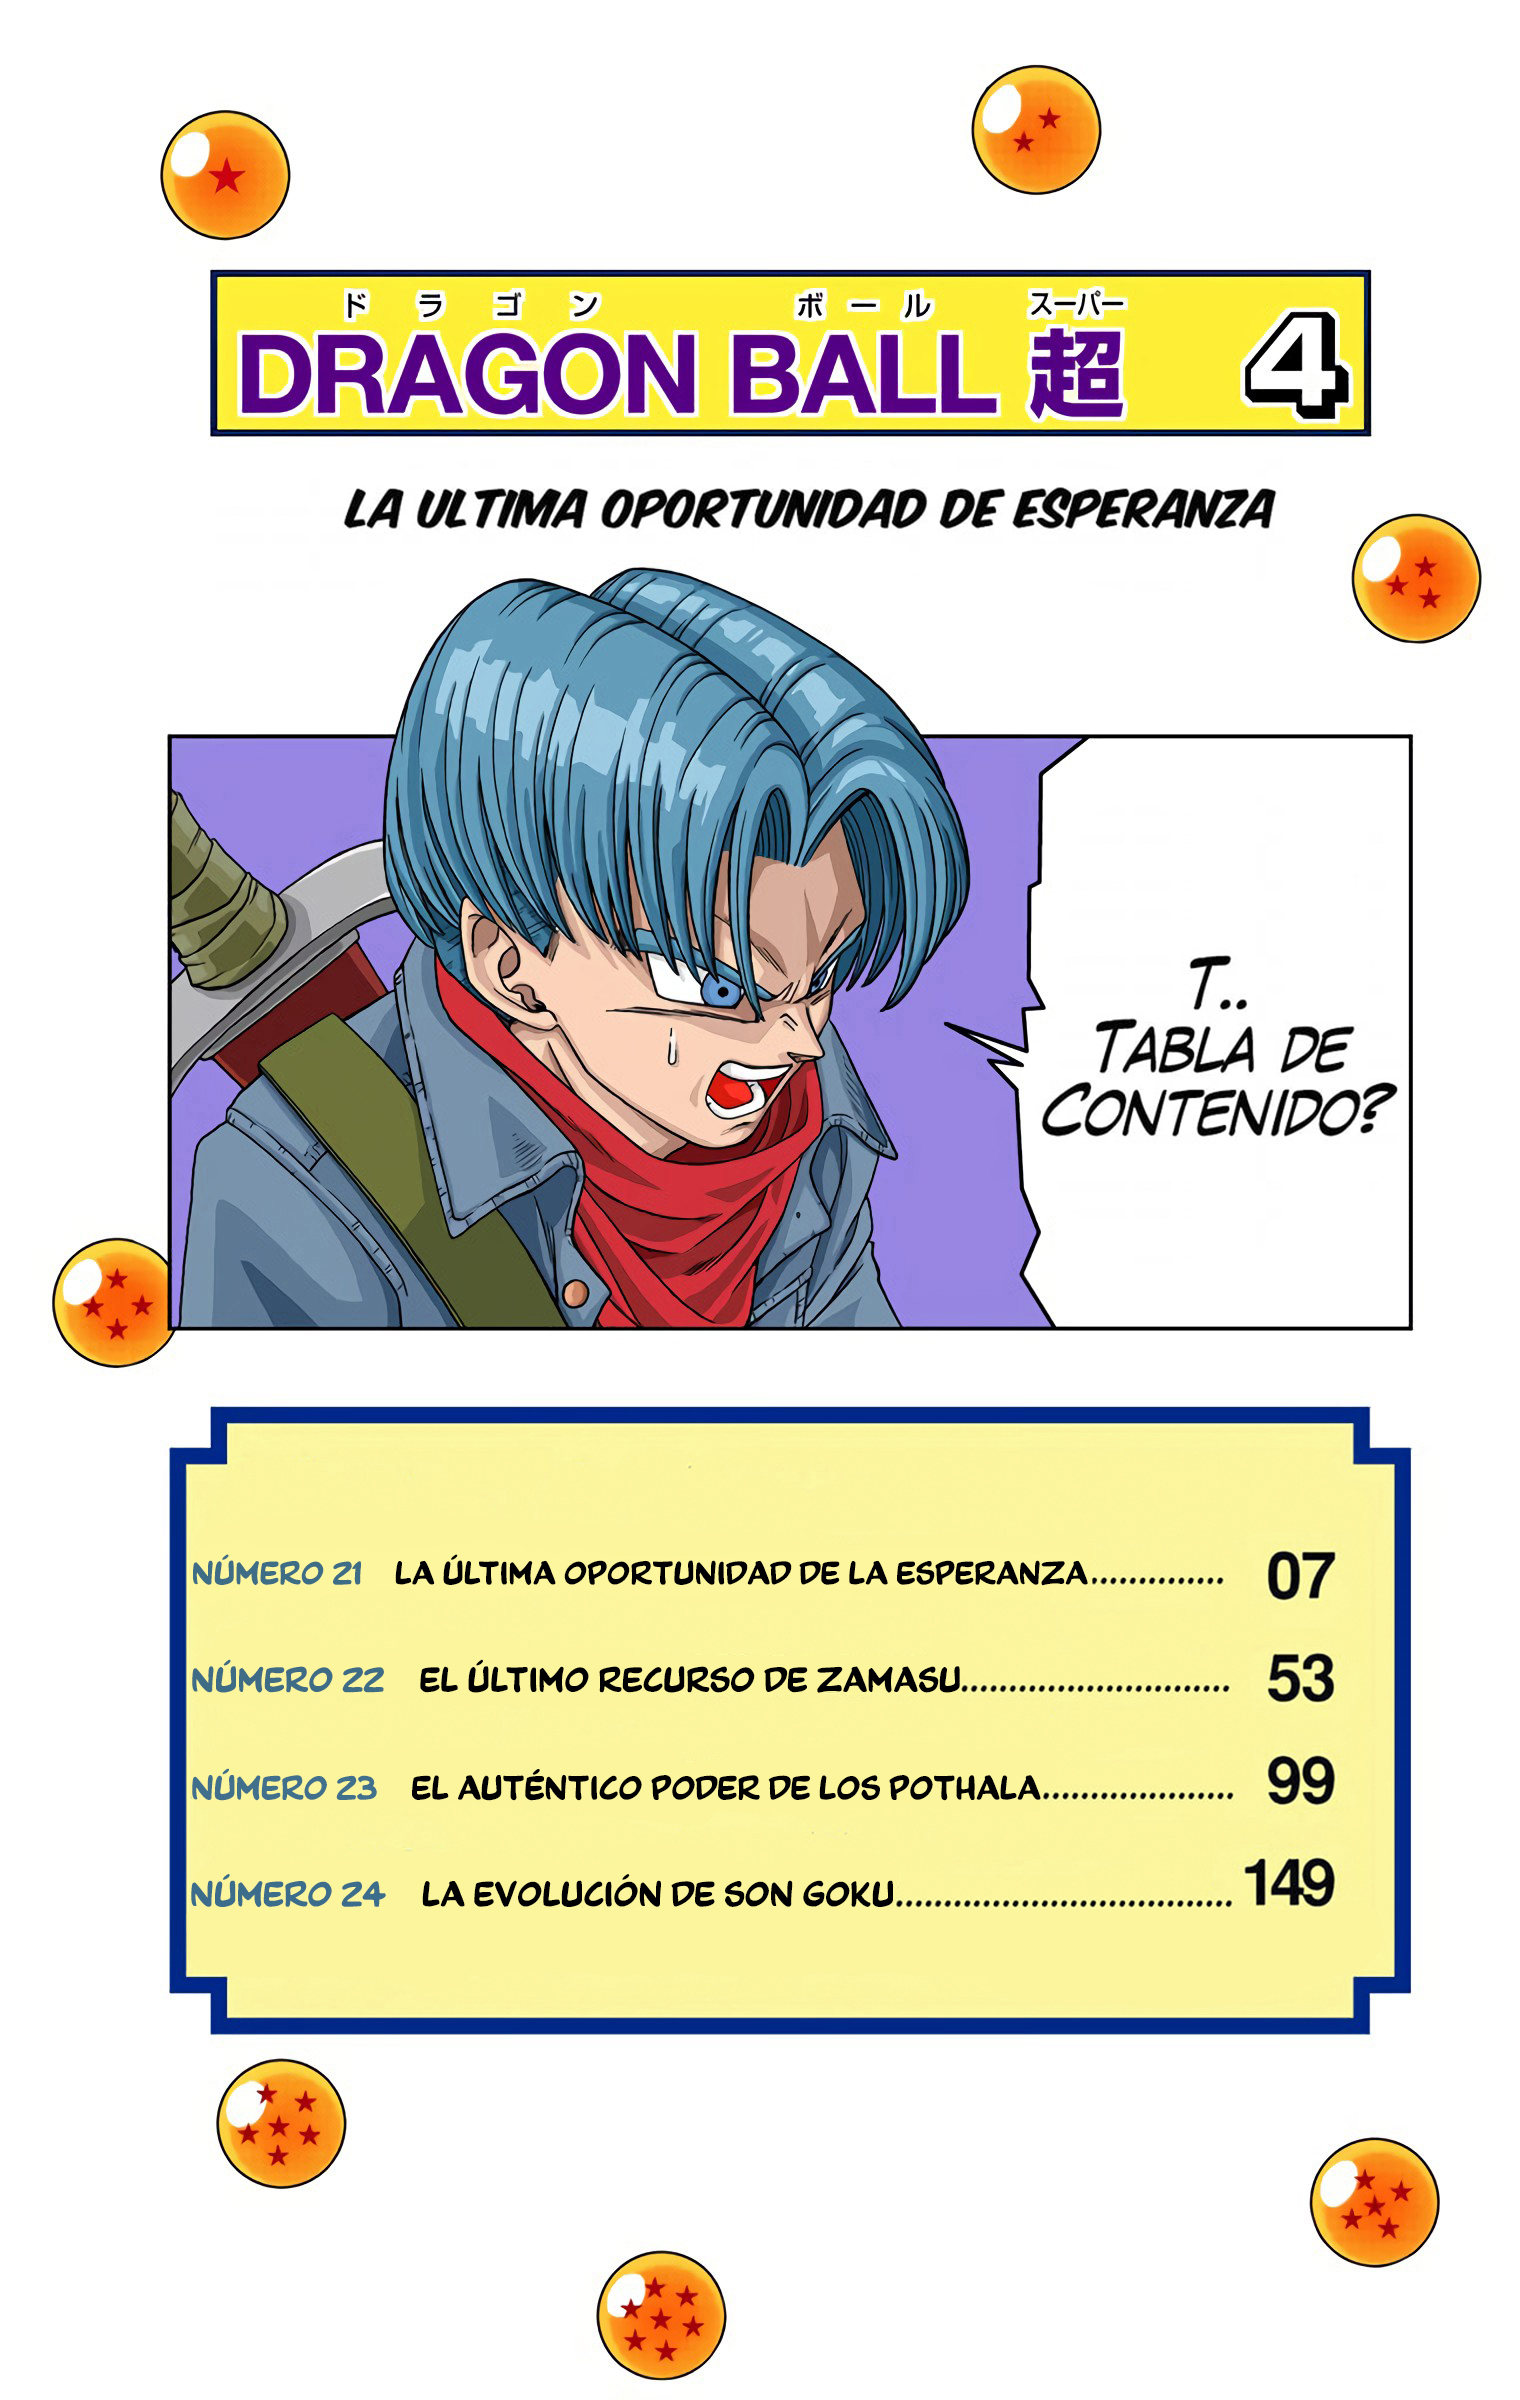 ドラゴン ボール スーパー
DRAGON BALL 超 4
LA ULTIMA OPORTUNIDAD DE ESPERANZA
T..
TABLA DE
CONTENIDO?
NÚMERO 21 LA ÚLTIMA OPORTUNIDAD DE LA ESPERANZA.............. 07
NÚMERO 22 EL ÚLTIMO RECURSO DE ZAMASU............................ 53
NÚMERO 23 EL AUTÉNTICO PODER DE LOS POTHALA.................... 99
NÚMERO 24 LA EVOLUCIÓN DE SON GOKU................................... 149